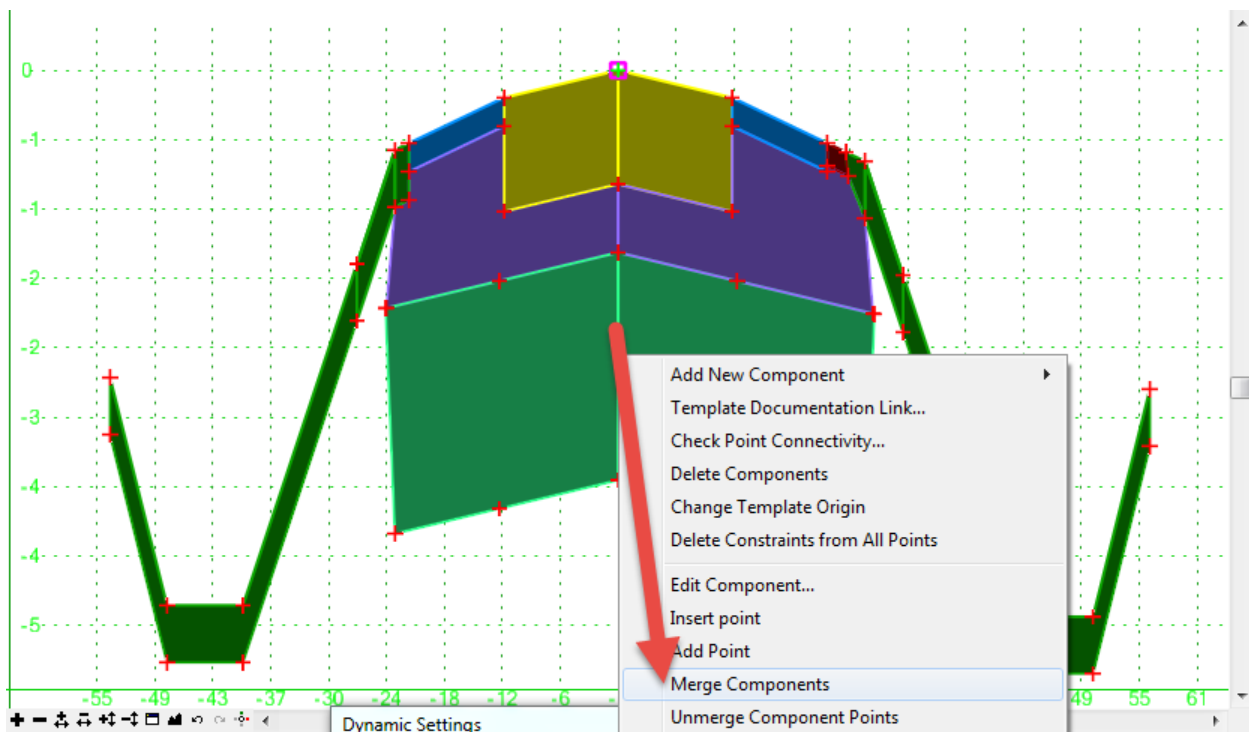 0
-1
-1
-2
-2
-3
-4
-4
-5
Add New Component
Template Documentation Link...
Check Point Connectivity...
Delete Components
Change Template Origin
Delete Constraints from All Points
Edit Component...
Insert point
Add Point
Merge Components
Unmerge Component Points
-55 -49 -43 -37 -30 -24 -18 -12 -6 49 55 61
Dynamic Settings